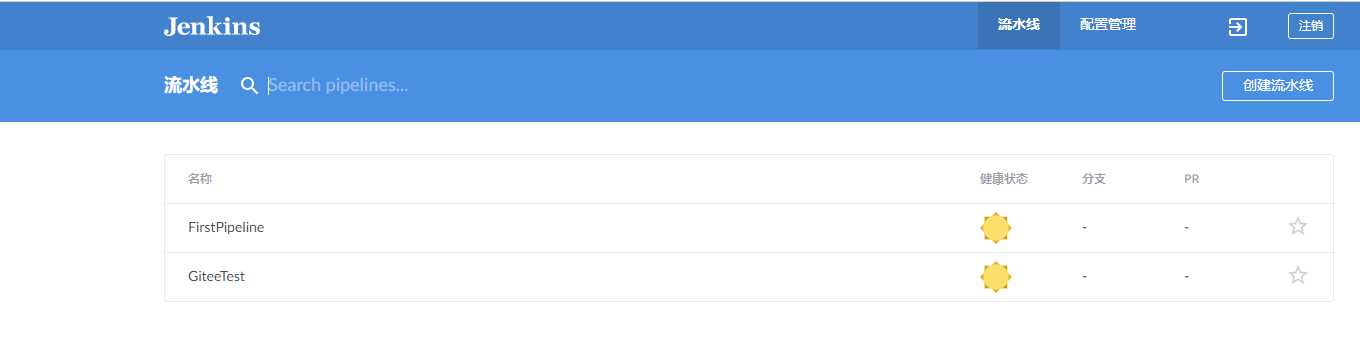 Jenkins 流水线 配置管理 注销
流水线 Search pipelines... 创建流水线
名称 健康状态 分支 PR
FirstPipeline - -
GiteeTest - -